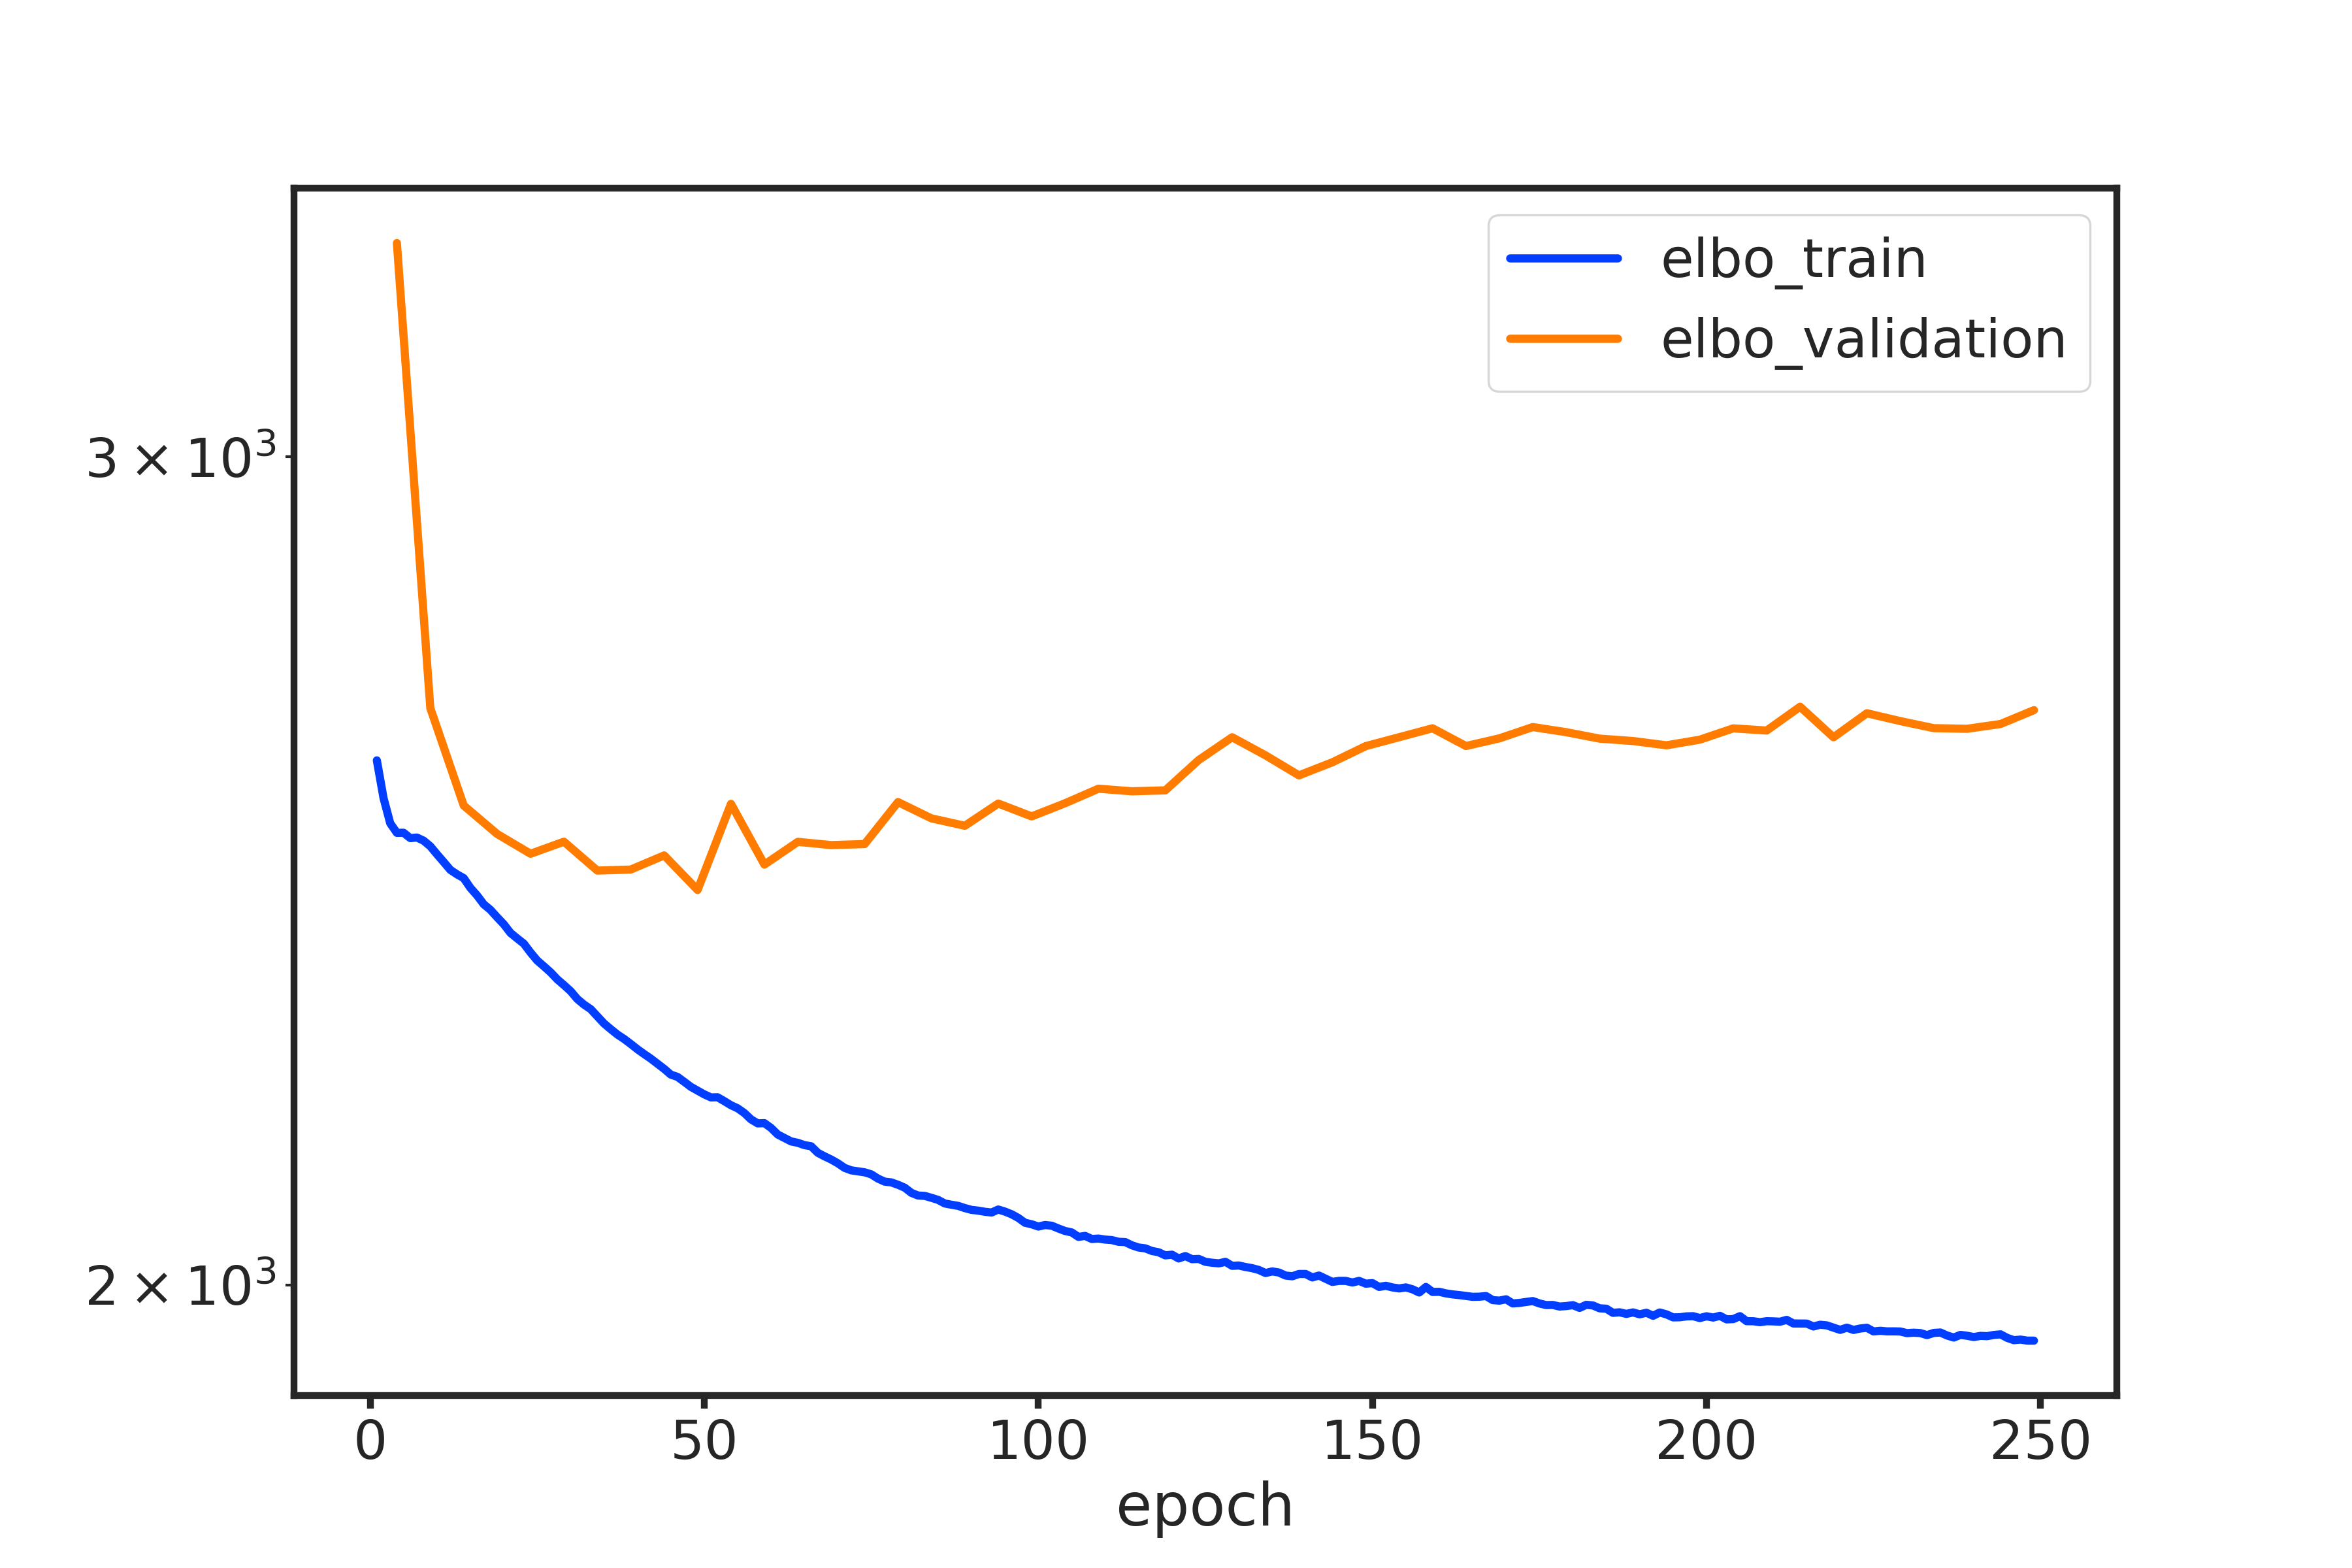 elbo_train
elbo_validation
3 × 10³
2 × 10³
0 50 100 150 200 250
epoch